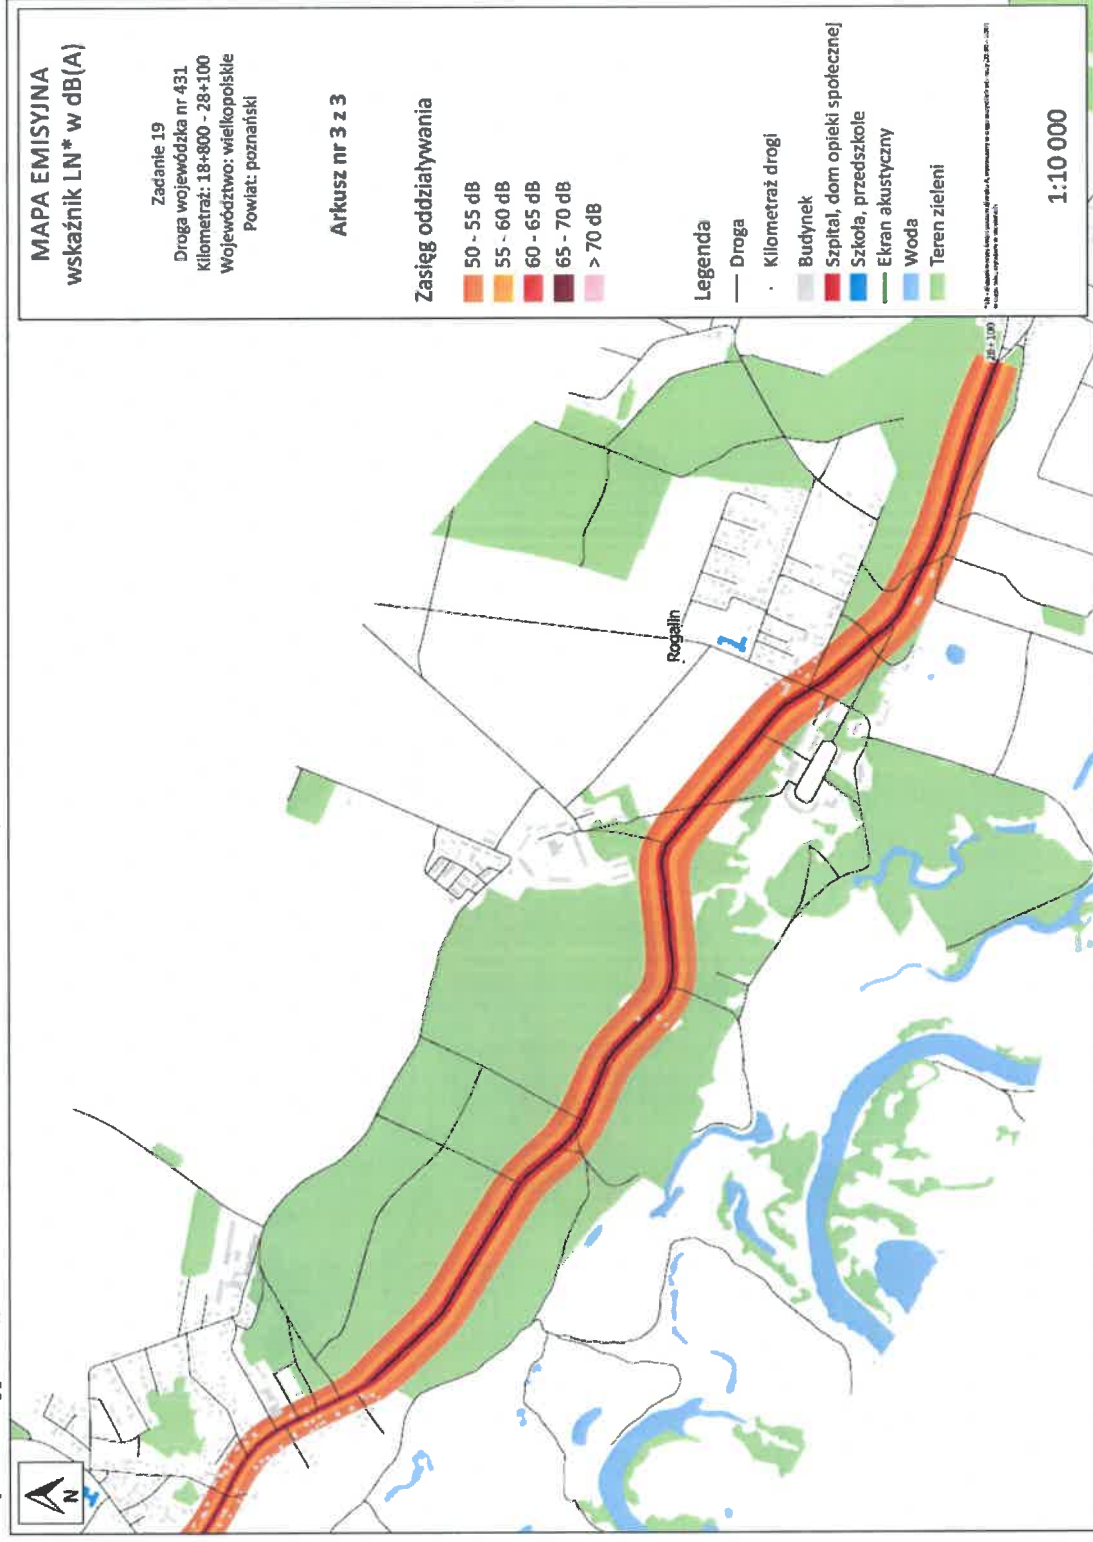 MAPA EMISYJNA
wskaźnik LN* w dB(A)
Zadanie 19
Droga wojewódzka nr 431
Kilometraż: 18+800 - 28+100
Województwo: wielkopolskie
Powiat: poznański
Arkusz nr 3 z 3
Zasięg oddziaływania
50 - 55 dB
55 - 60 dB
60 - 65 dB
65 - 70 dB
> 70 dB
Legenda
Droga
Kilometraż drogi
Budynek
Szpital, dom opieki społecznej
Szkoła, przedszkole
Ekran akustyczny
Woda
Teren zieleni
1:10 000
28+100
Rogalin
N